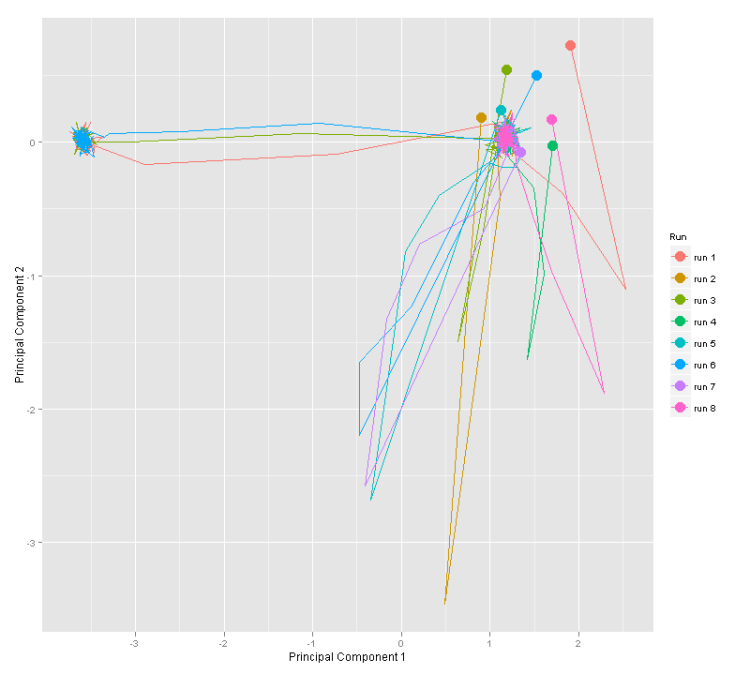 0
-1
-2
-3
Principal Component 2
-3
-2
-1
0
1
2
Principal Component 1
Run
run 1
run 2
run 3
run 4
run 5
run 6
run 7
run 8